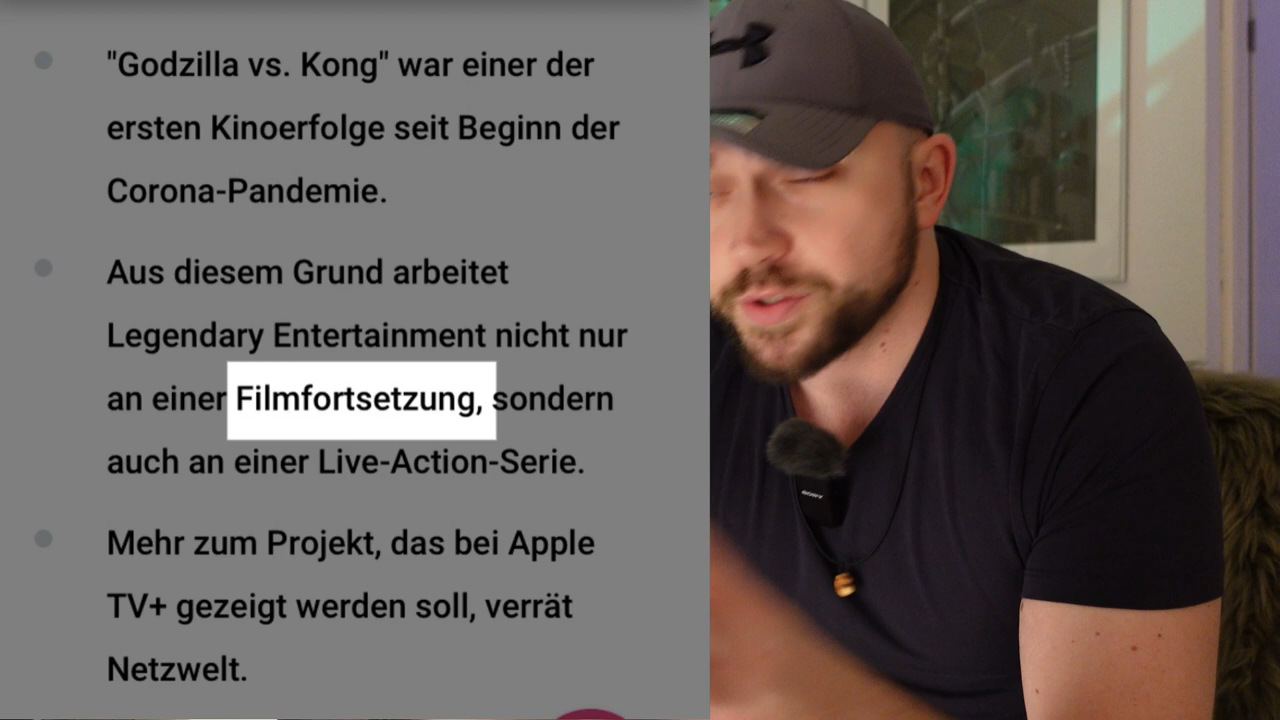 "Godzilla vs. Kong" war einer der
ersten Kinoerfolge seit Beginn der
Corona-Pandemie.
Aus diesem Grund arbeitet
Legendary Entertainment nicht nur
an einer Filmfortsetzung, sondern
auch an einer Live-Action-Serie.
Mehr zum Projekt, das bei Apple
TV+ gezeigt werden soll, verrät
Netzwelt.
SONY